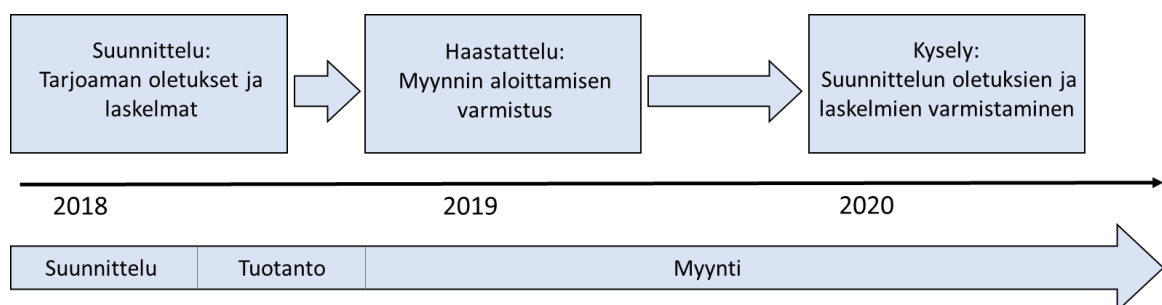 Suunnittelu:
Tarjoaman oletukset ja
laskelmat
Haastattelu:
Myynnin aloittamisen
varmistus
Kysely:
Suunnittelun oletuksien ja
laskelmien varmistaminen
2018
2019
2020
Suunnittelu
Tuotanto
Myynti